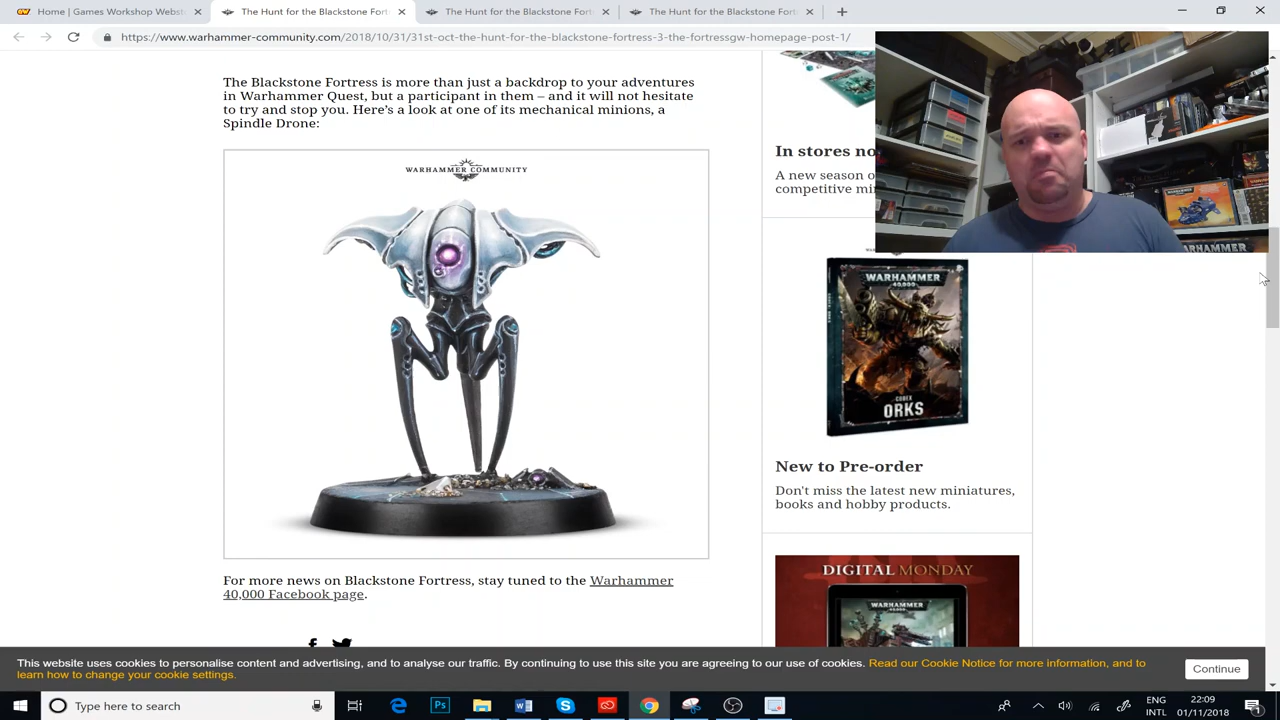 Home | Games Workshop Webst
The Hunt for the Blackstone Fort
The Hunt for the Blackstone Fort
The Hunt for the Blackstone Fort
https://www.warhammer-community.com/2018/10/31/31st-oct-the-hunt-for-the-blackstone-fortress-3-the-fortressgw-homepage-post-1/
The Blackstone Fortress is more than just a backdrop to your adventures
in Warhammer Quest, but a participant in them – and it will not hesitate
to try and stop you. Here's a look at one of its mechanical minions, a
Spindle Drone:
WARHAMMER COMMUNITY
For more news on Blackstone Fortress, stay tuned to the Warhammer
40,000 Facebook page.
In stores no
A new season o
competitive mi
WARHAMMER
40,000
CODEX
ORKS
New to Pre-order
Don't miss the latest new miniatures,
books and hobby products.
DIGITAL MONDAY
WARHAMMER
WARHAMMER
This website uses cookies to personalise content and advertising, and to analyse our traffic. By continuing to use this site you are agreeing to our use of cookies. Read our Cookie Notice for more information, and to
learn how to change your cookie settings.
Continue
Type here to search
ENG
INTL
22:09
01/11/2018